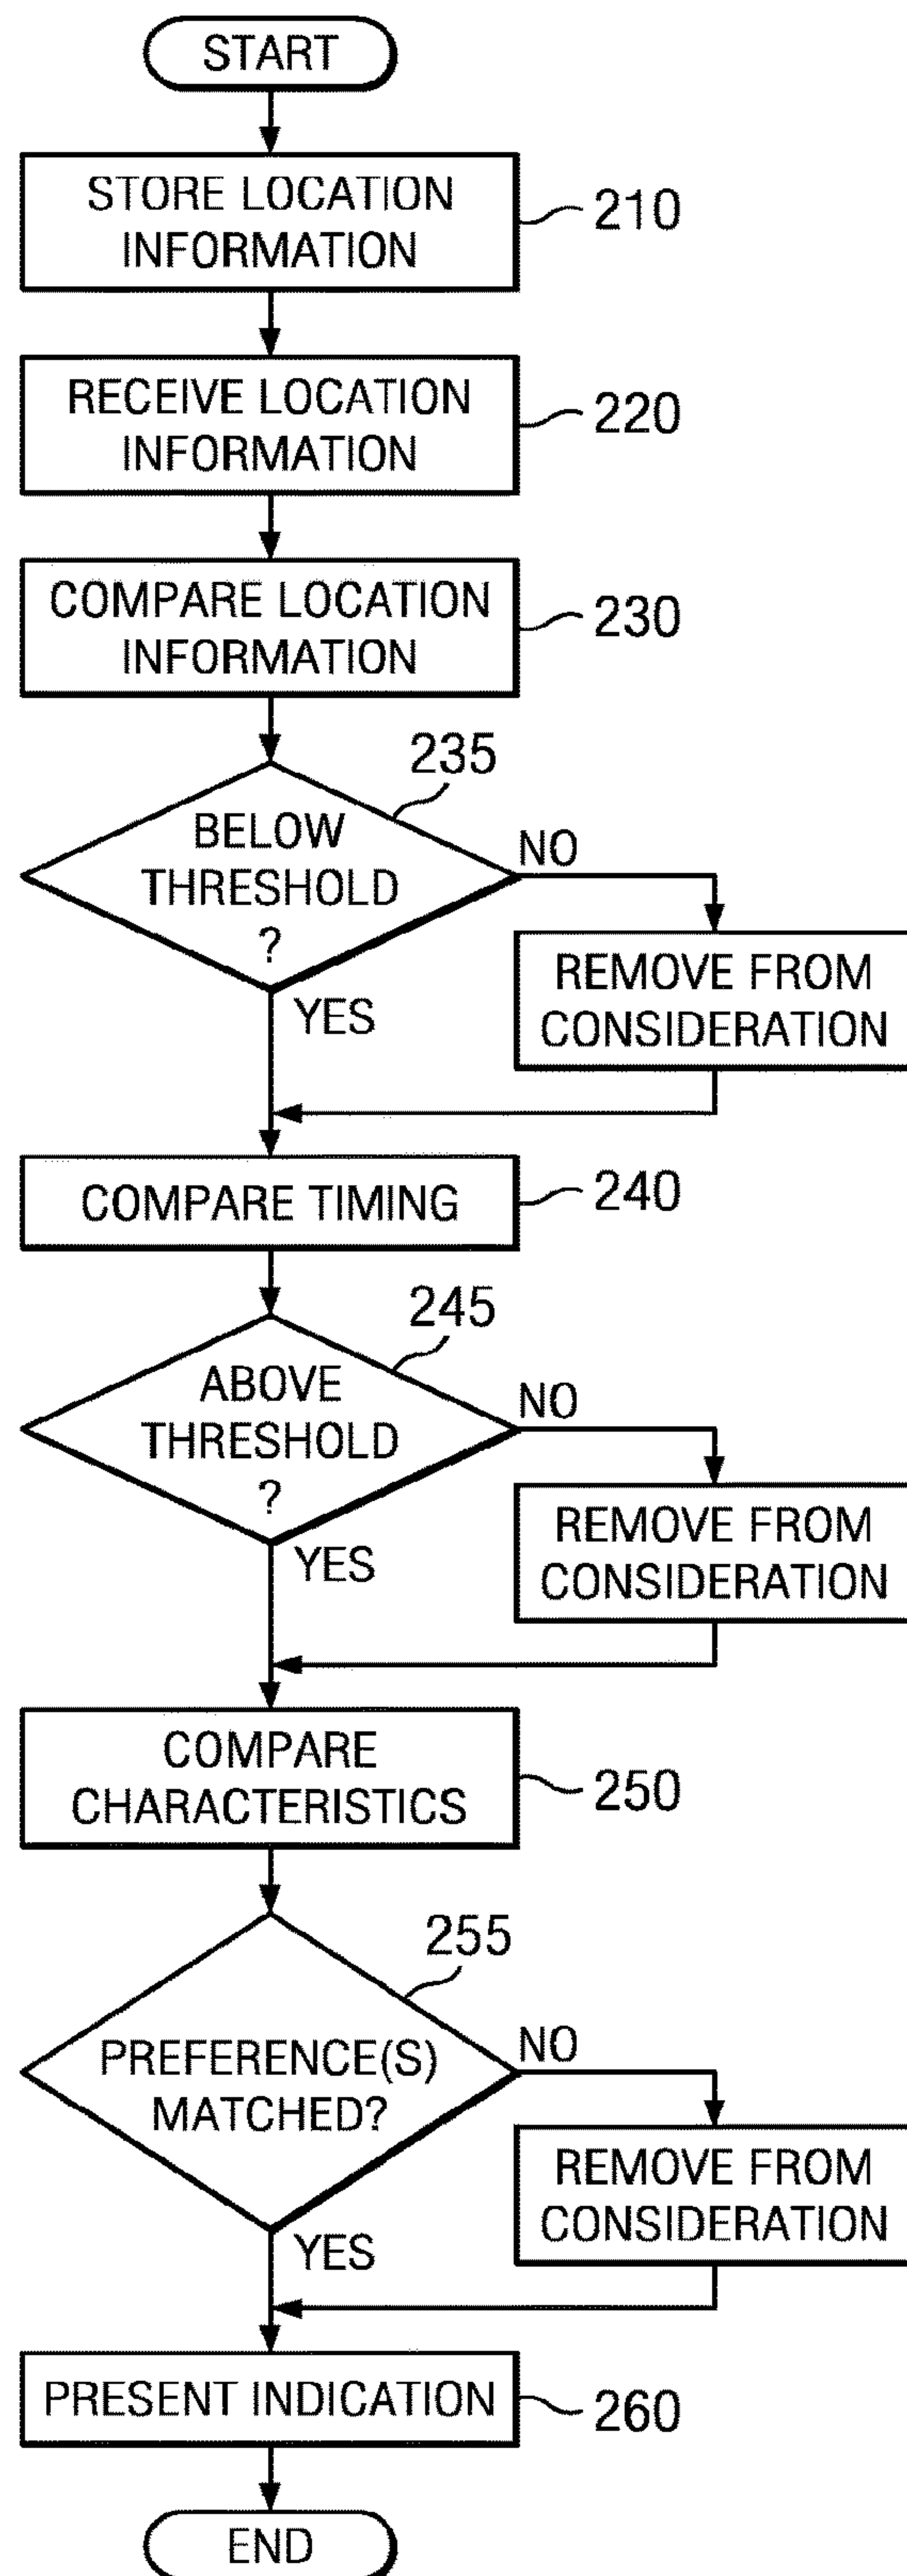 START
STORE LOCATION
INFORMATION
210
RECEIVE LOCATION
INFORMATION
220
COMPARE LOCATION
INFORMATION
230
235
BELOW
THRESHOLD
?
NO
YES
REMOVE FROM
CONSIDERATION
COMPARE TIMING
240
245
ABOVE
THRESHOLD
?
NO
YES
REMOVE FROM
CONSIDERATION
COMPARE
CHARACTERISTICS
250
255
PREFERENCE(S)
MATCHED?
NO
YES
REMOVE FROM
CONSIDERATION
PRESENT INDICATION
260
END